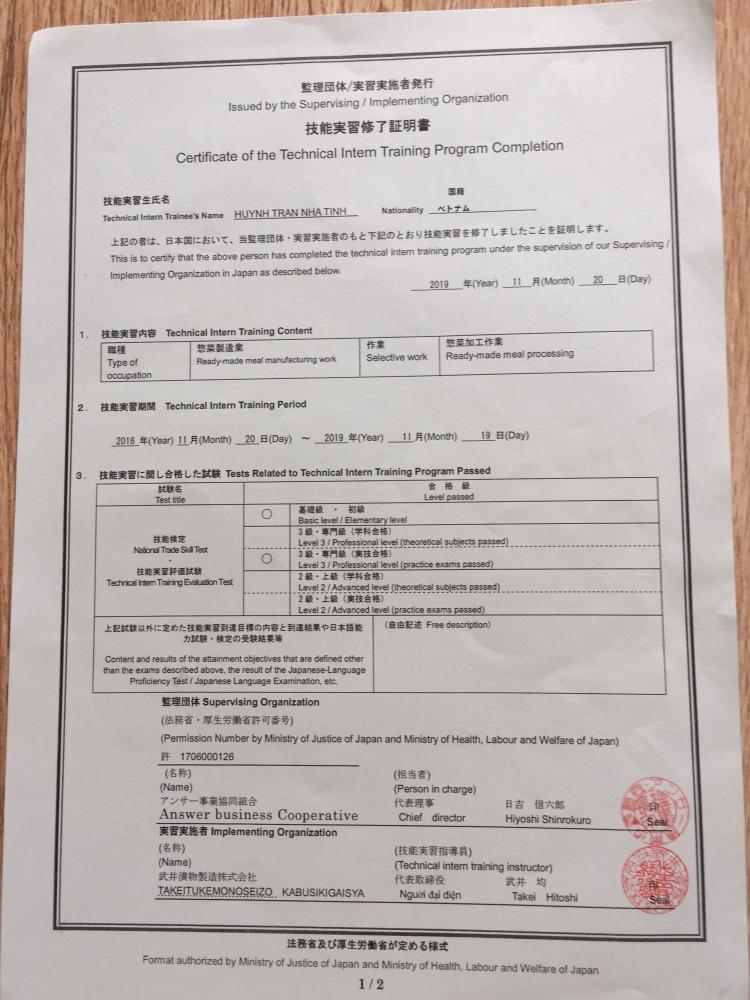 監理団体/実習実施者発行
Issued by the Supervising / Implementing Organization
技能実習修了証明書
Certificate of the Technical Intern Training Program Completion
技能実習生氏名 国籍
Technical Intern Trainee's Name HUYNH TRAN NHA TINH Nationality ベトナム
上記の者は、日本国において、当監理団体・実習実施者のもと下記のとおり技能実習を修了しましたことを証明します。
This is to certify that the above person has completed the technical intern training program under the supervision of our Supervising /
Implementing Organization in Japan as described below.
2019 年(Year) 11 月(Month) 20 日(Day)
1. 技能実習内容 Technical Intern Training Content
職種
Type of
occupation
惣菜製造業
Ready-made meal manufacturing work
作業
Selective work
惣菜加工作業
Ready-made meal processing
2. 技能実習期間 Technical Intern Training Period
2016 年(Year) 11 月(Month) 20 日(Day) ～ 2019 年(Year) 11 月(Month) 19 日(Day)
3. 技能実習に関し合格した試験 Tests Related to Technical Intern Training Program Passed
試験名
Test title
合格級
Level passed
技能検定
National Trade Skill Test
・
技能実習評価試験
Technical Intern Training Evaluation Test
○ 基礎級 ・ 初級
Basic level / Elementary level
3級・専門級（学科合格）
Level 3 / Professional level (theoretical subjects passed)
○ 3級・専門級（実技合格）
Level 3 / Professional level (practice exams passed)
2級・上級（学科合格）
Level 2 / Advanced level (theoretical subjects passed)
2級・上級（実技合格）
Level 2 / Advanced level (practice exams passed)
上記試験以外に定めた技能実習到達目標の内容と到達結果や日本語能
力試験・検定の受験結果等
Content and results of the attainment objectives that are defined other
than the exams described above, the result of the Japanese-Language
Proficiency Test / Japanese Language Examination, etc.
（自由記述 Free description)
監理団体 Supervising Organization
(法務省・厚生労働省許可番号)
(Permission Number by Ministry of Justice of Japan and Ministry of Health, Labour and Welfare of Japan)
許 1706000126
(名称) (担当者)
(Name) (Person in charge)
アンサー事業協同組合 代表理事 日吉 信六郎 印
Answer business Cooperative Chief director Hiyoshi Shinrokuro Seal
実習実施者 Implementing Organization
(名称) (技能実習指導員)
(Name) (Technical intern training instructor)
武井漬物製造株式会社 代表取締役 武井 均 印
TAKEITUKEMONOSEIZO KABUSIKIGAISYA Người đại diện Takei Hitoshi Seal
法務省及び厚生労働省が定める様式
Format authorized by Ministry of Justice of Japan and Ministry of Health, Labour and Welfare of Japan
1 / 2